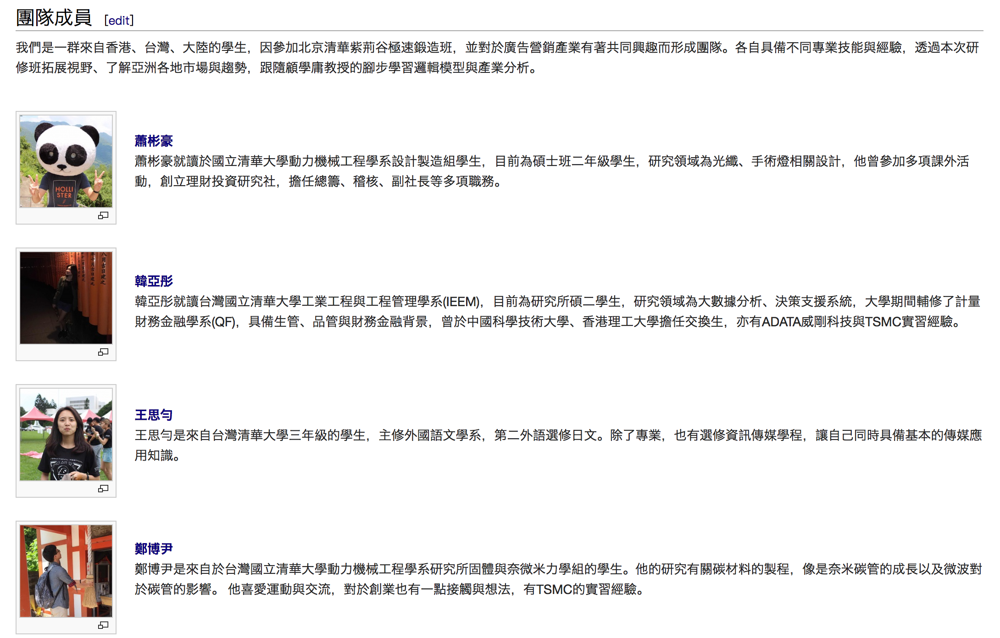 團隊成員 [edit]
我們是一群來自香港、台灣、大陸的學生，因參加北京清華紫荊谷極速鍛造班，並對於廣告營銷產業有著共同興趣而形成團隊。各自具備不同專業技能與經驗，透過本次研
修班拓展視野、了解亞洲各地市場與趨勢，跟隨顧學庸教授的腳步學習邏輯模型與產業分析。
HOLLI
STER
蕭彬豪
蕭彬豪就讀於國立清華大學動力機械工程學系設計製造組學生，目前為碩士班二年級學生，研究領域為光纖、手術燈相關設計，他曾參加多項課外活
動，創立理財投資研究社，擔任總籌、稽核、副社長等多項職務。
八月吉日建之
年十月吉日建之
韓亞彤
韓亞彤就讀台灣國立清華大學工業工程與工程管理學系(IEEM)，目前為研究所碩二學生，研究領域為大數據分析、決策支援系統，大學期間輔修了計量
財務金融學系(QF)，具備生管、品管與財務金融背景，曾於中國科學技術大學、香港理工大學擔任交換生，亦有ADATA威剛科技與TSMC實習經驗。
王思勻
王思勻是來自台灣清華大學三年級的學生，主修外國語文學系，第二外語選修日文。除了專業，也有選修資訊傳媒學程，讓自己同時具備基本的傳媒應
用知識。
鄭博尹
鄭博尹是來自於台灣國立清華大學動力機械工程學系研究所固體與奈微米力學組的學生。他的研究有關碳材料的製程，像是奈米碳管的成長以及微波對
於碳管的影響。 他喜愛運動與交流，對於創業也有一點接觸與想法，有TSMC的實習經驗。